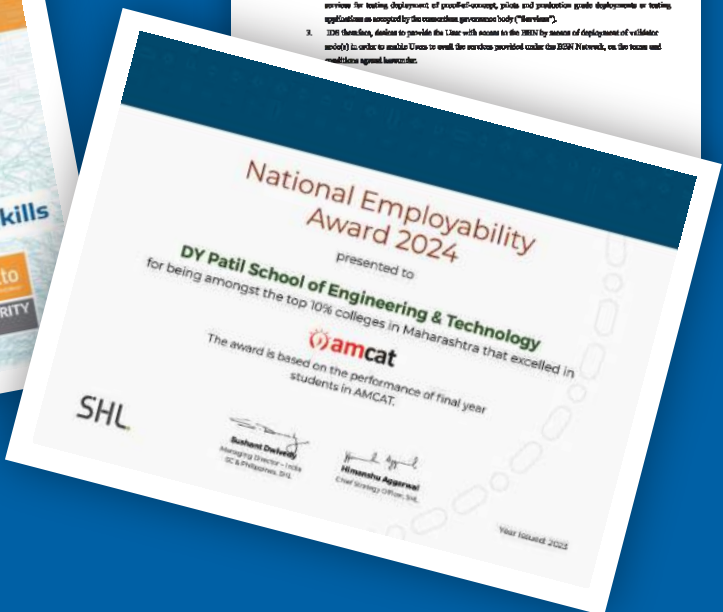 services for testing deployment of proof-of-concept, pilots and production grade deployments or testing
applications as accepted by the consortium governance body ("Services").
3. IDS therefore, desires to provide the User with access to the BSN by means of deployment of validator
node(s) in order to enable Users to avail the services provided under the BSN Network, on the terms and
conditions agreed hereunder.
kills
RITY
National Employability
Award 2024
presented to
DY Patil School of Engineering & Technology
for being amongst the top 10% colleges in Maharashtra that excelled in
amcat
The award is based on the performance of final year
students in AMCAT.
SHL
Sushant Dwivedy
Managing Director - India
SC & Philippines, SHL
Himanshu Aggarwal
Chief Strategy Officer, SHL
Year Issued: 2023